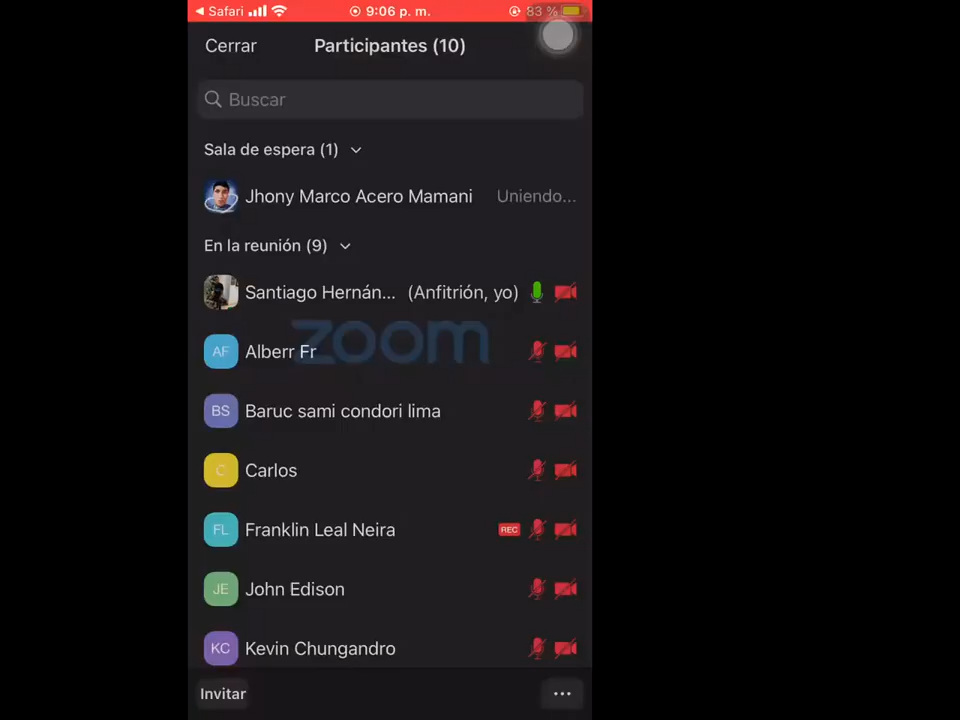 Safari 9:06 p. m. 83 %
Cerrar Participantes (10)
Buscar
Sala de espera (1)
Jhony Marco Acero Mamani Uniendo...
En la reunión (9)
Santiago Hernán... (Anfitrión, yo)
zoom
AF Alberr Fr
BS Baruc sami condori lima
C Carlos
FL Franklin Leal Neira REC
JE John Edison
KC Kevin Chungandro
Invitar